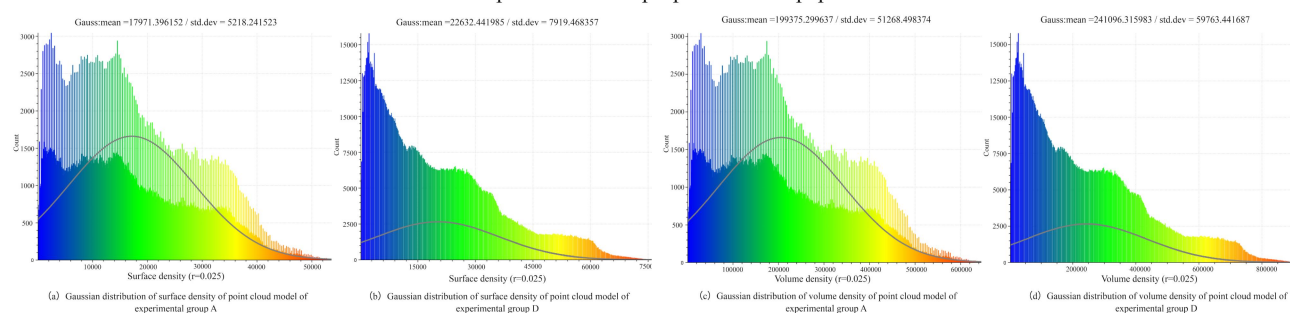 Gauss:mean =17971.396152 / std.dev = 5218.241523
3000
2500
2000
1500
1000
500
0
Count
10000
20000
30000
40000
50000
Surface density (r=0.025)
(a) Gaussian distribution of surface density of point cloud model of
experimental group A
Gauss:mean =22632.441985 / std.dev = 7919.468357
15000
12500
10000
7500
5000
2500
0
Count
15000
30000
45000
60000
Surface density (r=0.025)
(b) Gaussian distribution of surface density of point cloud model of
experimental group D
Gauss:mean =199375.299637 / std.dev = 51268.498374
3000
2500
2000
1500
1000
500
0
Count
100000
200000
300000
400000
500000
600000
Volume density (r=0.025)
(c) Gaussian distribution of volume density of point cloud model of
experimental group A
Gauss:mean =241096.315983 / std.dev = 59763.441687
15000
12500
10000
7500
5000
2500
0
Count
200000
400000
600000
Volume density (r=0.025)
(d) Gaussian distribution of volume density of point cloud model of
experimental group D